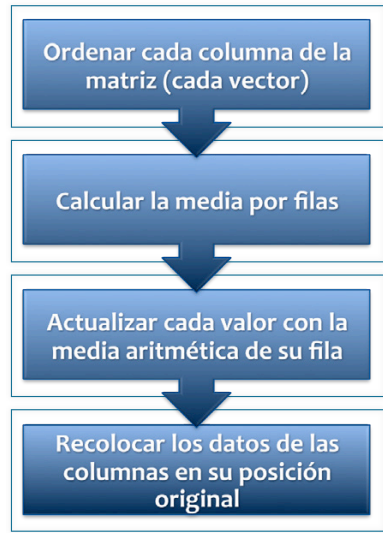 Ordenar cada columna de la
matriz (cada vector)
Calcular la media por filas
Actualizar cada valor con la
media aritmética de su fila
Recolocar los datos de las
columnas en su posición
original